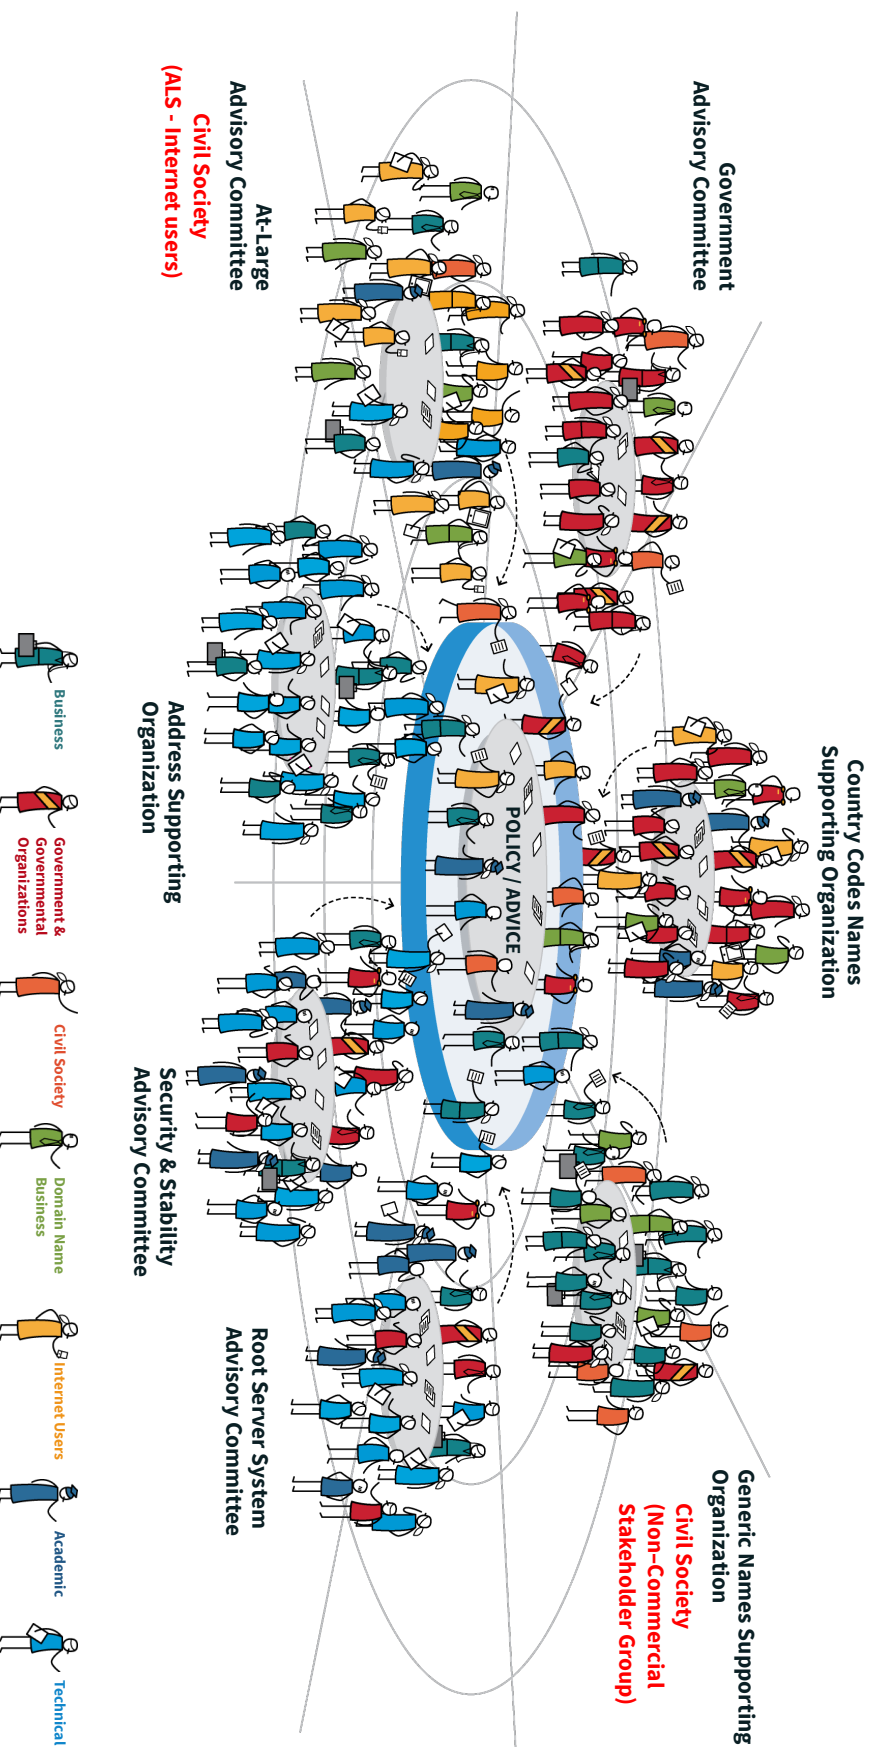 Country Codes Names
Supporting Organization
Government
Advisory Committee
Generic Names Supporting
Organization
Civil Society
(Non-Commercial
Stakeholder Group)
POLICY / ADVICE
At-Large
Advisory Committee
Civil Society
(ALS - Internet users)
Root Server System
Advisory Committee
Address Supporting
Organization
Security & Stability
Advisory Committee
Business
Government &
Governmental
Organizations
Civil Society
Domain Name
Business
Internet Users
Academic
Technical